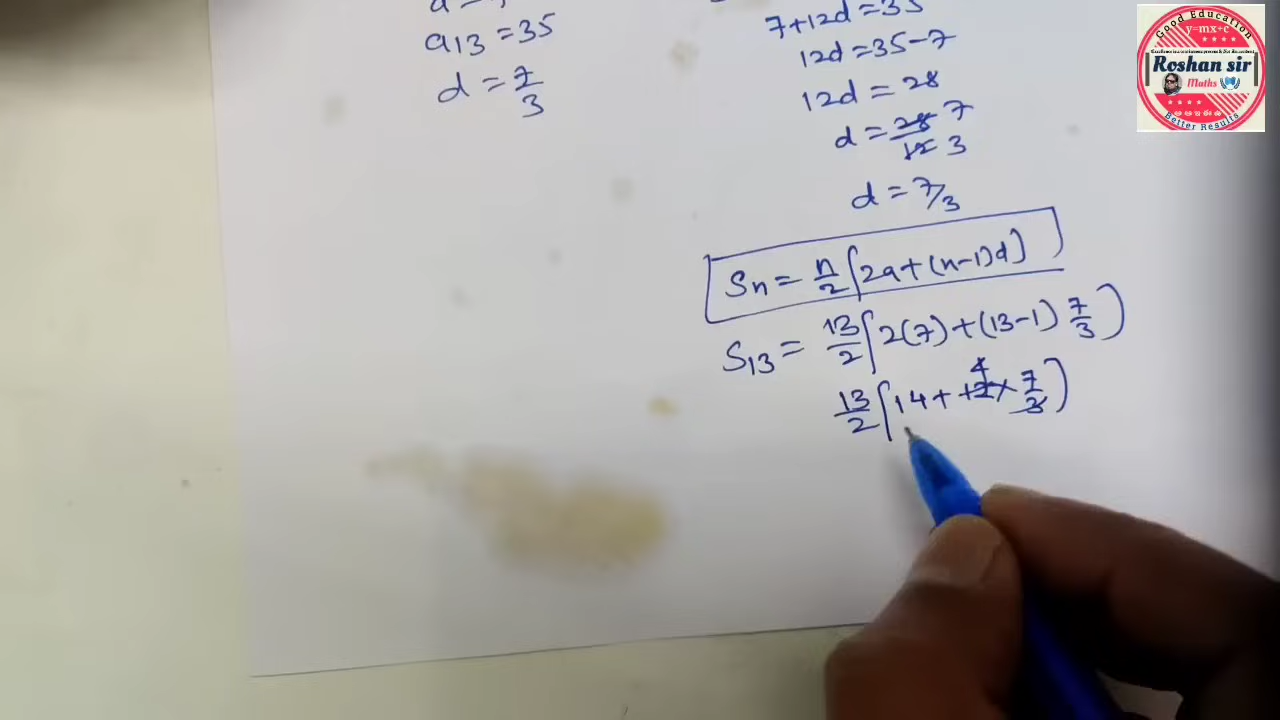 a13 = 35
d = 7/3
7+12d = 35
12d = 35-7
12d = 28
d = 28/12 7/3
d = 7/3
Sn = n/2 [2a+(n-1)d]
S13 = 13/2 [2(7)+(13-1) 7/3)
13/2 [14+ 12 4 × 7/3)
Good Education
y=mx+c
Roshan sir
Maths
Better Results